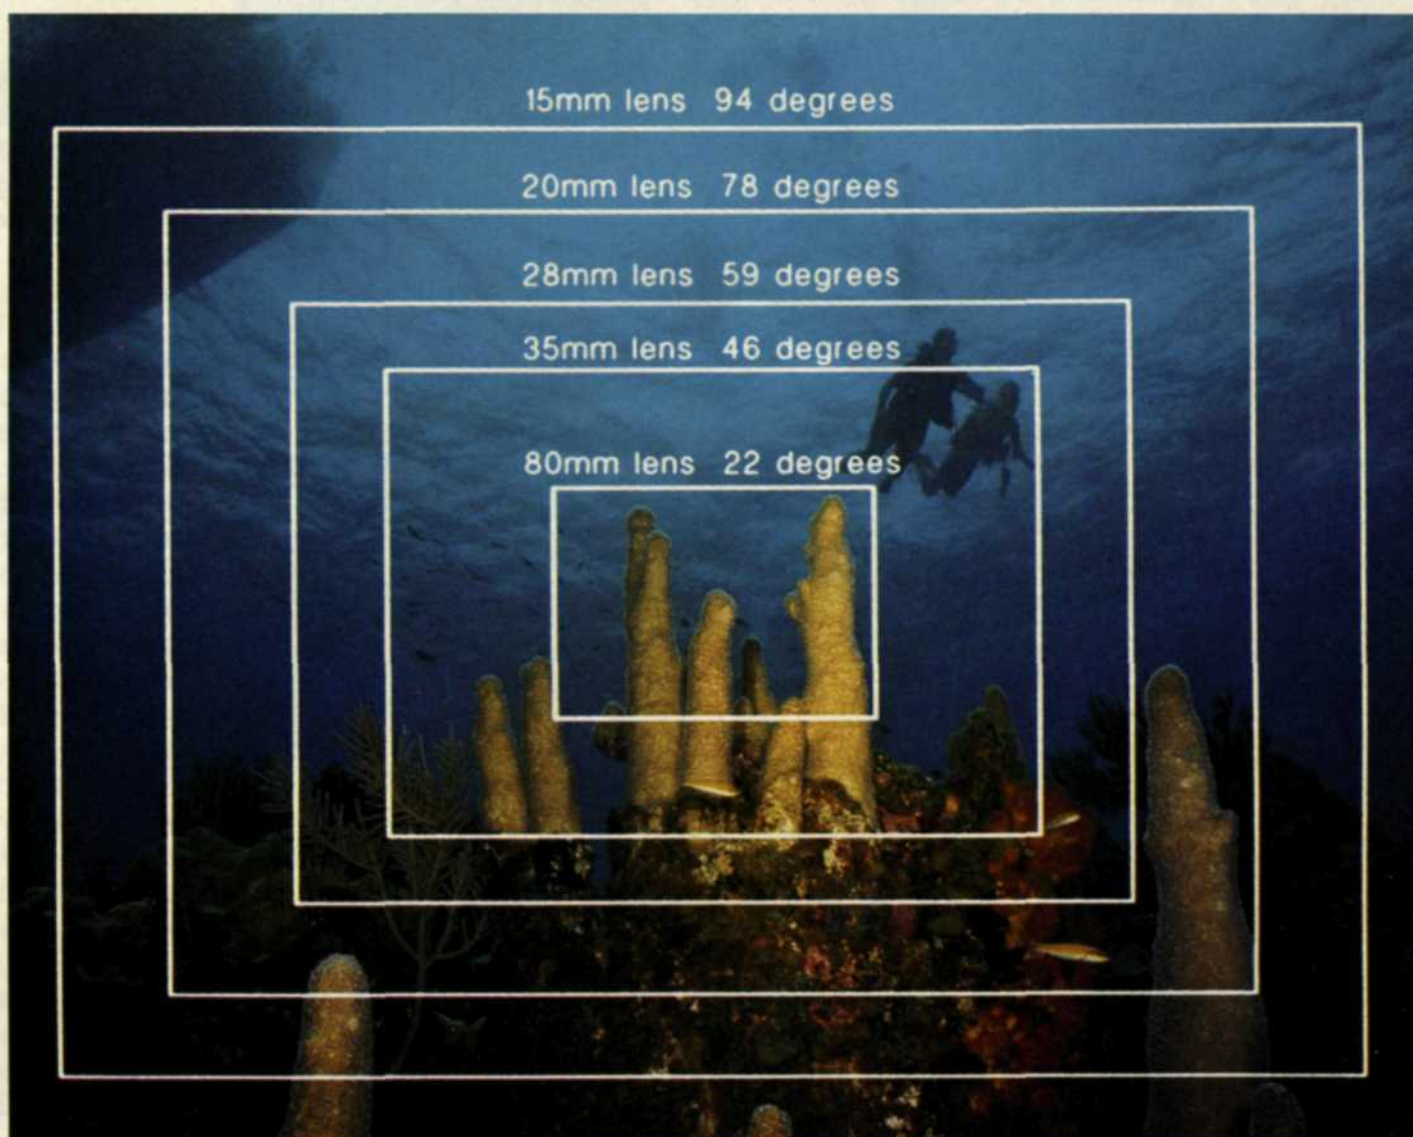 15mm lens 94 degrees
20mm lens 78 degrees
28mm lens 59 degrees
35mm lens 46 degrees
80mm lens 22 degrees